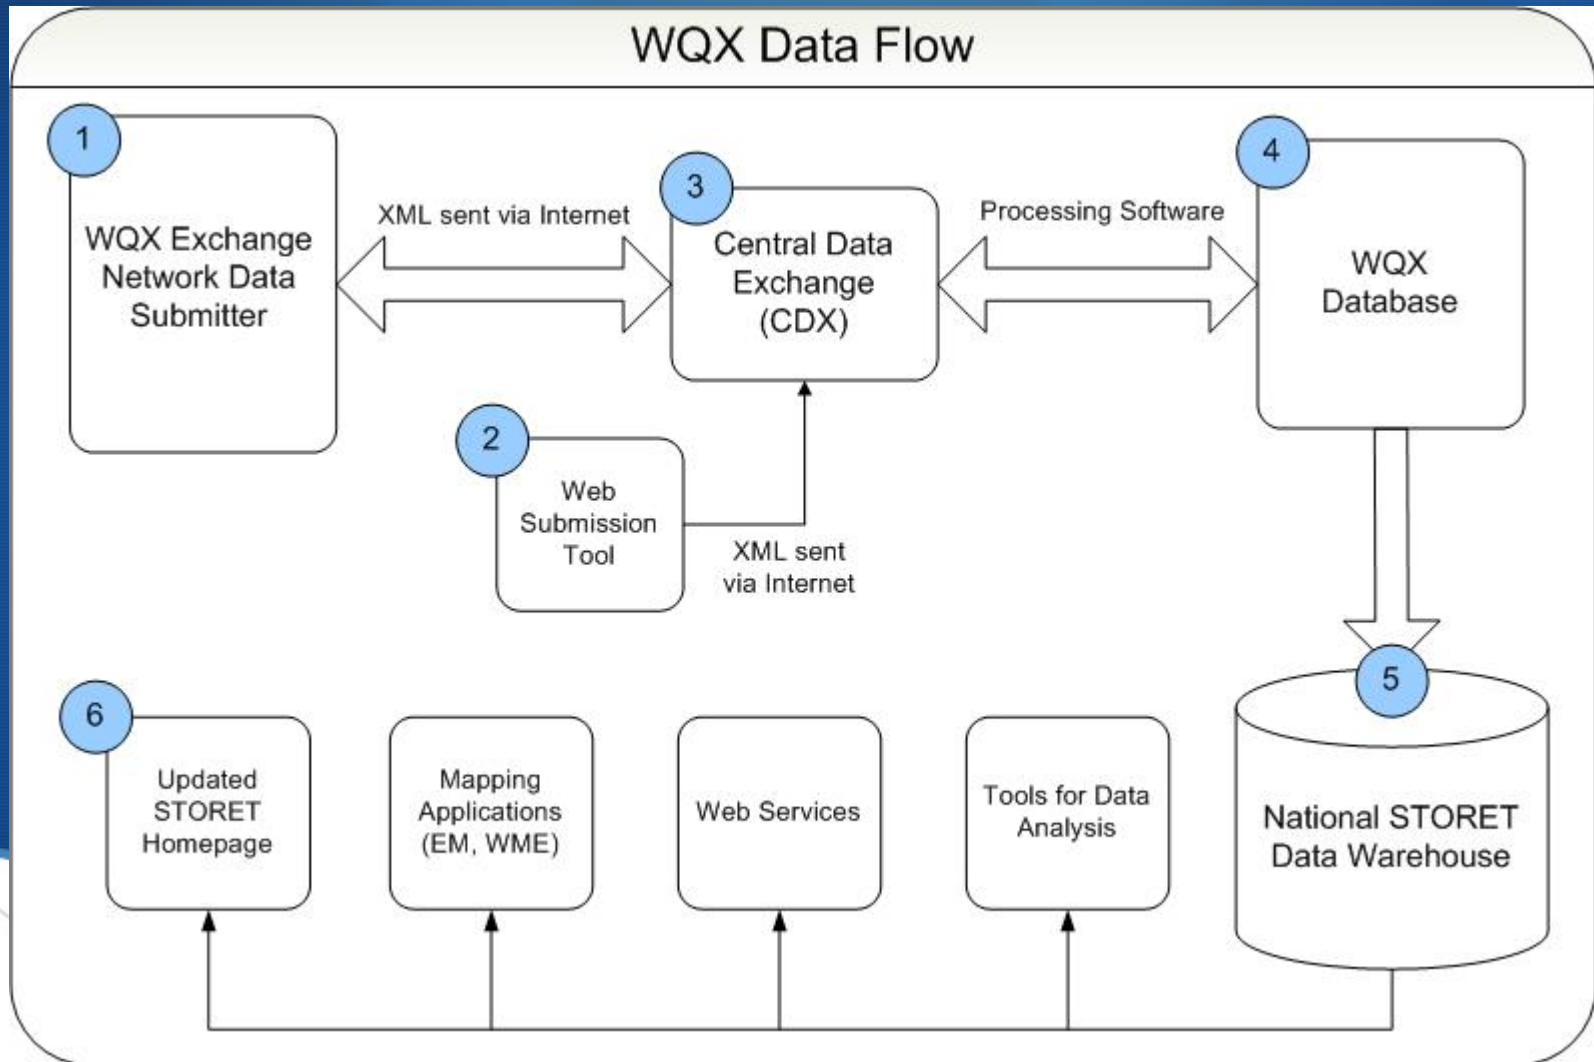 WQX Data Flow
1
WQX Exchange
Network Data
Submitter
XML sent via Internet
3
Central Data
Exchange
(CDX)
Processing Software
4
WQX
Database
2
Web
Submission
Tool
XML sent
via Internet
5
National STORET
Data Warehouse
6
Updated
STORET
Homepage
Mapping
Applications
(EM, WME)
Web Services
Tools for Data
Analysis